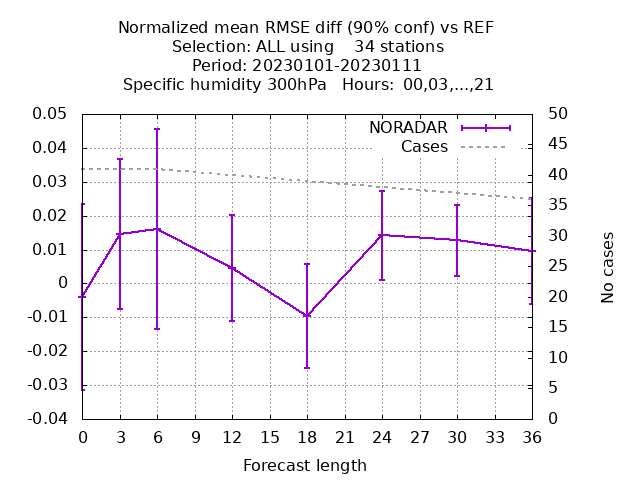 Normalized mean RMSE diff (90% conf) vs REF
Selection: ALL using    34 stations
Period: 20230101-20230111
Specific humidity 300hPa   Hours:  00,03,...,21
NORADAR
Cases
0.05
0.04
0.03
0.02
0.01
0
-0.01
-0.02
-0.03
-0.04
50
45
40
35
30
25
20
15
10
5
0
No cases
0 3 6 9 12 15 18 21 24 27 30 33 36
Forecast length